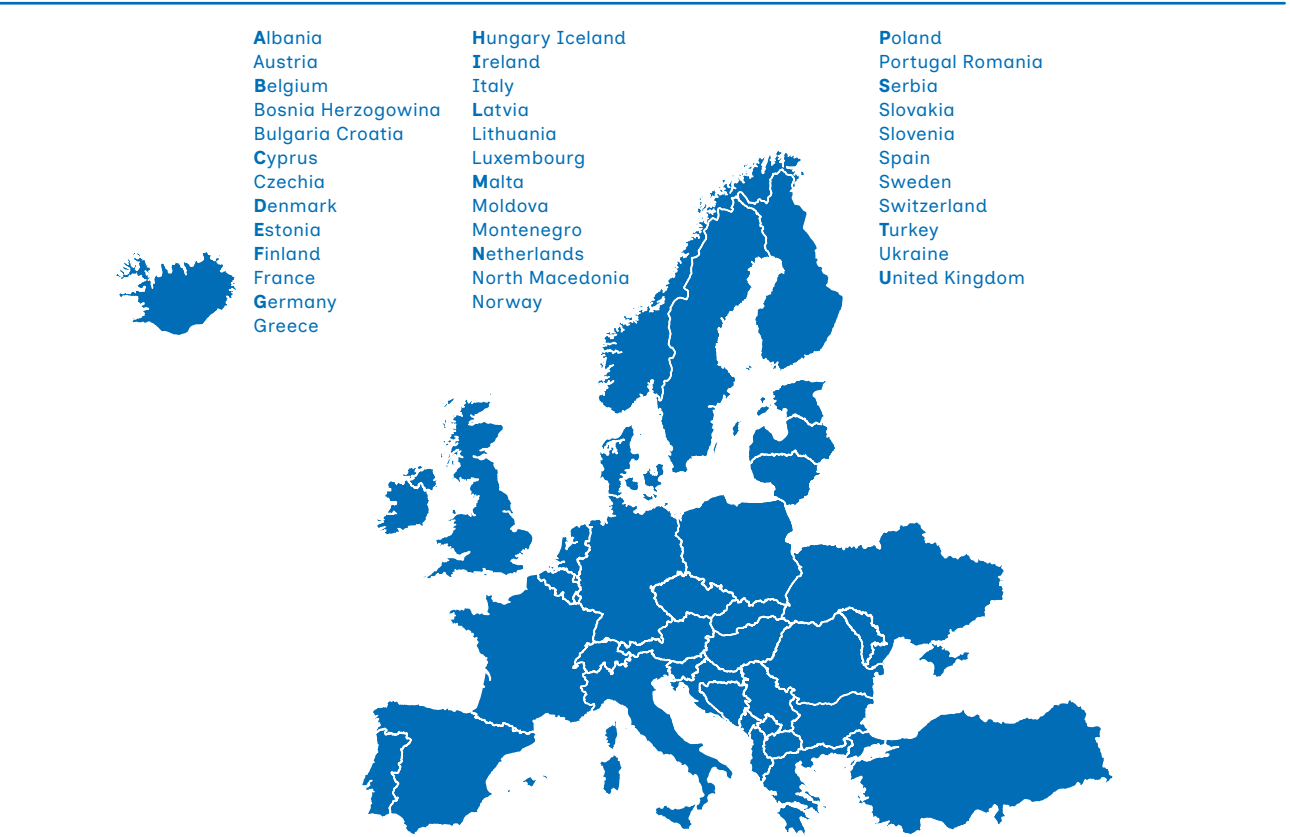 Albania
Austria
Belgium
Bosnia Herzogowina
Bulgaria Croatia
Cyprus
Czechia
Denmark
Estonia
Finland
France
Germany
Greece
Hungary Iceland
Ireland
Italy
Latvia
Lithuania
Luxembourg
Malta
Moldova
Montenegro
Netherlands
North Macedonia
Norway
Poland
Portugal Romania
Serbia
Slovakia
Slovenia
Spain
Sweden
Switzerland
Turkey
Ukraine
United Kingdom